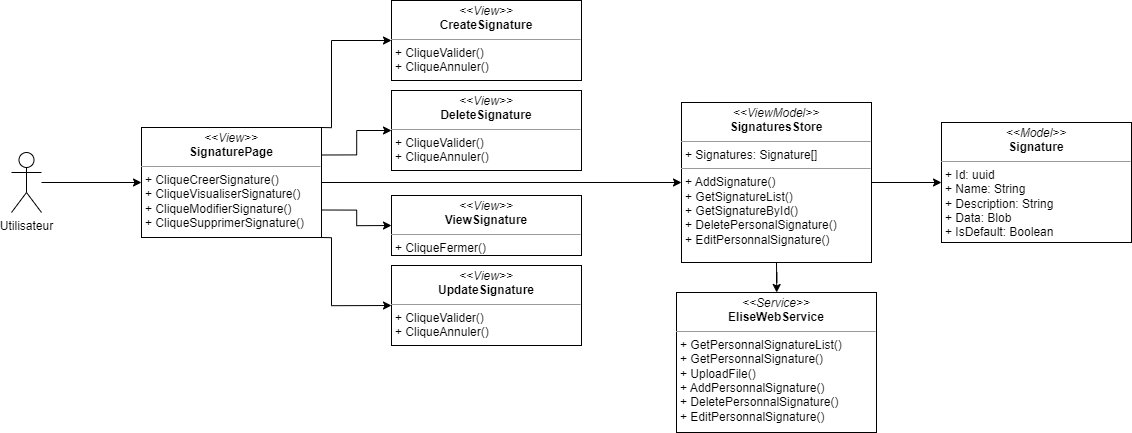 <<View>>
CreateSignature
+ CliqueValider()
+ CliqueAnnuler()
<<View>>
DeleteSignature
+ CliqueValider()
+ CliqueAnnuler()
<<View>>
SignaturePage
+ CliqueCreerSignature()
+ CliqueVisualiserSignature()
+ CliqueModifierSignature()
+ CliqueSupprimerSignature()
Utilisateur
<<View>>
ViewSignature
+ CliqueFermer()
<<View>>
UpdateSignature
+ CliqueValider()
+ CliqueAnnuler()
<<ViewModel>>
SignaturesStore
+ Signatures: Signature[]
+ AddSignature()
+ GetSignatureList()
+ GetSignatureById()
+ DeletePersonalSignature()
+ EditPersonnalSignature()
<<Model>>
Signature
+ Id: uuid
+ Name: String
+ Description: String
+ Data: Blob
+ IsDefault: Boolean
<<Service>>
EliseWebService
+ GetPersonnalSignatureList()
+ GetPersonnalSignature()
+ UploadFile()
+ AddPersonnalSignature()
+ DeletePersonnalSignature()
+ EditPersonnalSignature()